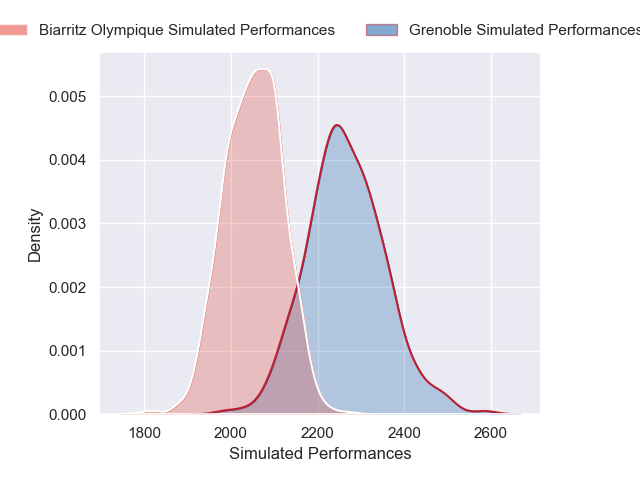 Biarritz Olympique Simulated Performances
Grenoble Simulated Performances
0.005
0.004
0.003
0.002
0.001
0.000
Density
1800 2000 2200 2400 2600
Simulated Performances